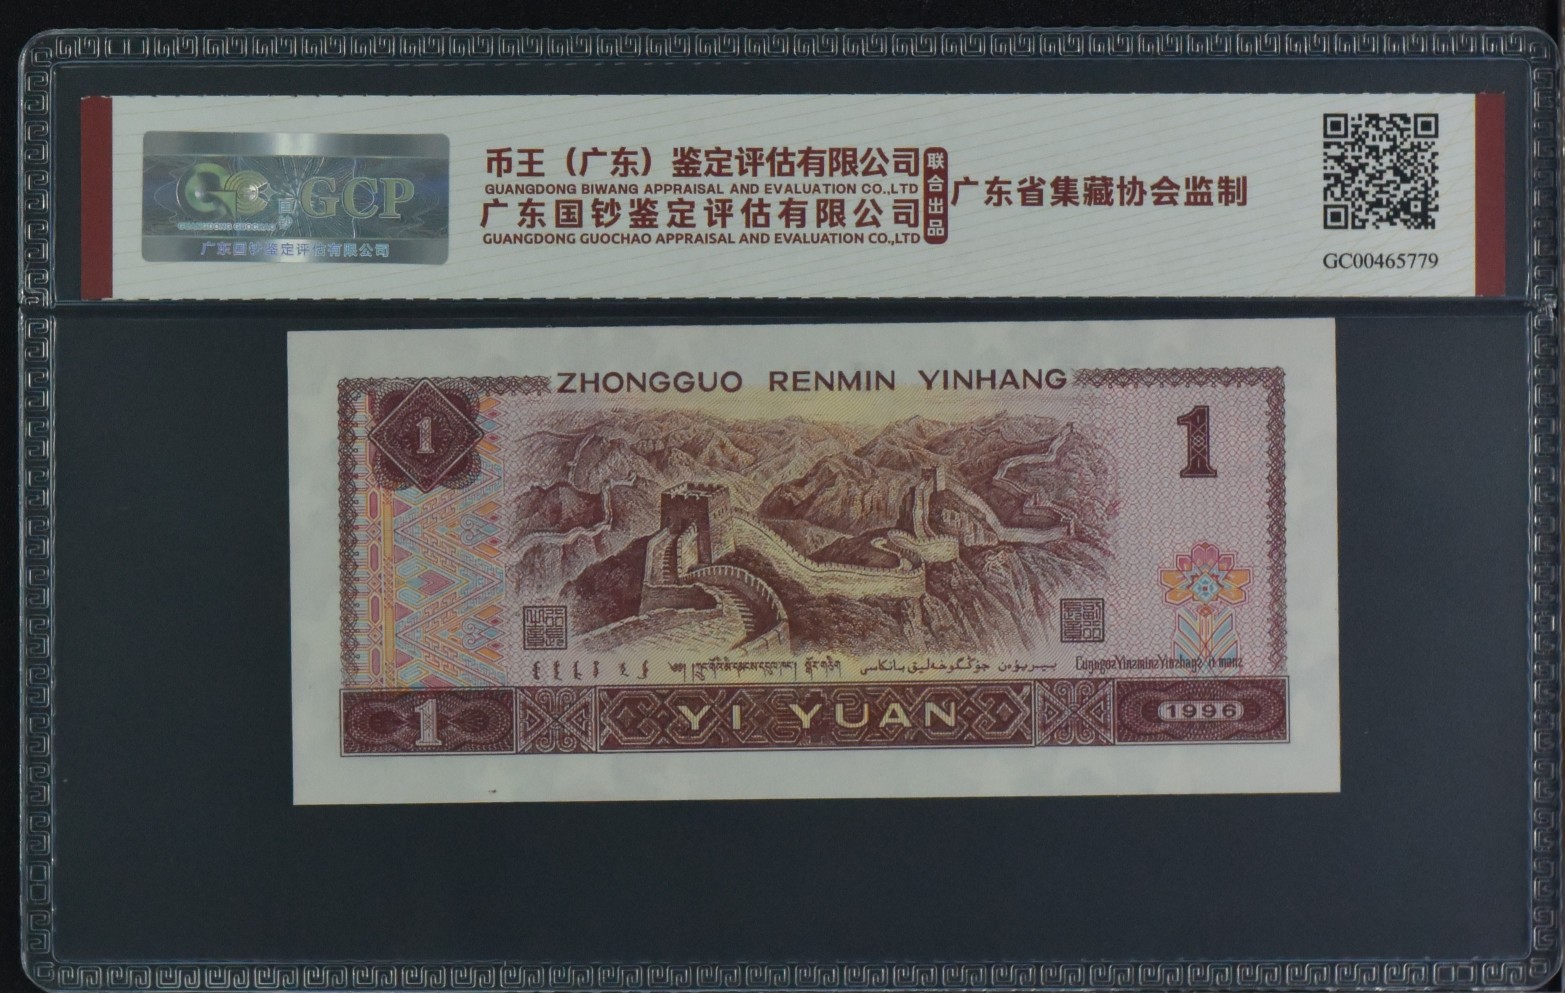 GCP
广东国钞鉴定评估有限公司
币王（广东）鉴定评估有限公司
GUANGDONG BIWANG APPRAISAL AND EVALUATION CO.,LTD
广东国钞鉴定评估有限公司
GUANGDONG GUOCHAO APPRAISAL AND EVALUATION CO.,LTD
联合出品
广东省集藏协会监制
GC00465779
ZHONGGUO RENMIN YINHANG
1
1
1
YI YUAN
1996